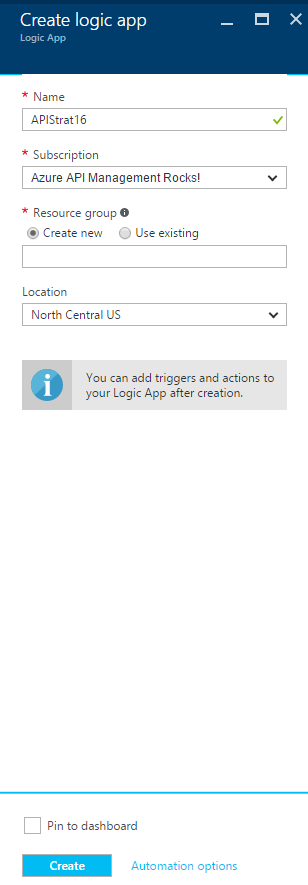 Create logic app
Logic App
* Name
APIStrat16
* Subscription
Azure API Management Rocks!
* Resource group
Create new Use existing
Location
North Central US
You can add triggers and actions to
your Logic App after creation.
Pin to dashboard
Create Automation options